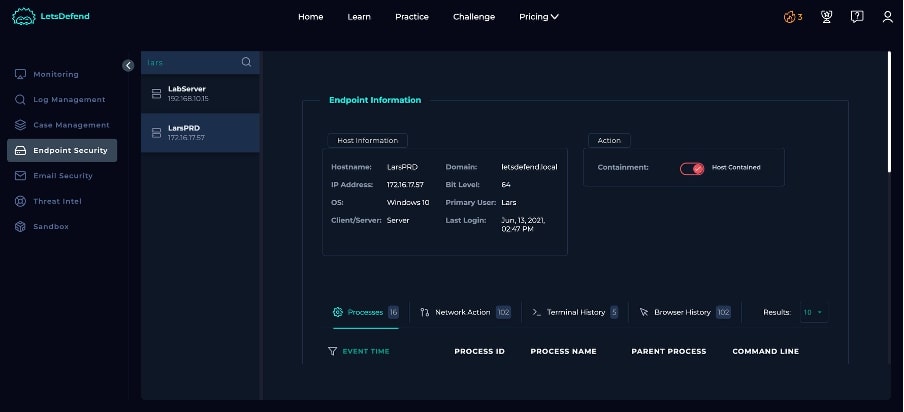 LetsDefend
Home Learn Practice Challenge Pricing
3
lars
Monitoring
Log Management
Case Management
Endpoint Security
Email Security
Threat Intel
Sandbox
LabServer
192.168.10.15
LarsPRD
172.16.17.57
Endpoint Information
Host Information
Hostname: LarsPRD Domain: letsdefend.local
IP Address: 172.16.17.57 Bit Level: 64
OS: Windows 10 Primary User: Lars
Client/Server: Server Last Login: Jun, 13, 2021,
02:47 PM
Action
Containment: Host Contained
Processes 16 Network Action 102 Terminal History 5 Browser History 102 Results: 10
EVENT TIME PROCESS ID PROCESS NAME PARENT PROCESS COMMAND LINE